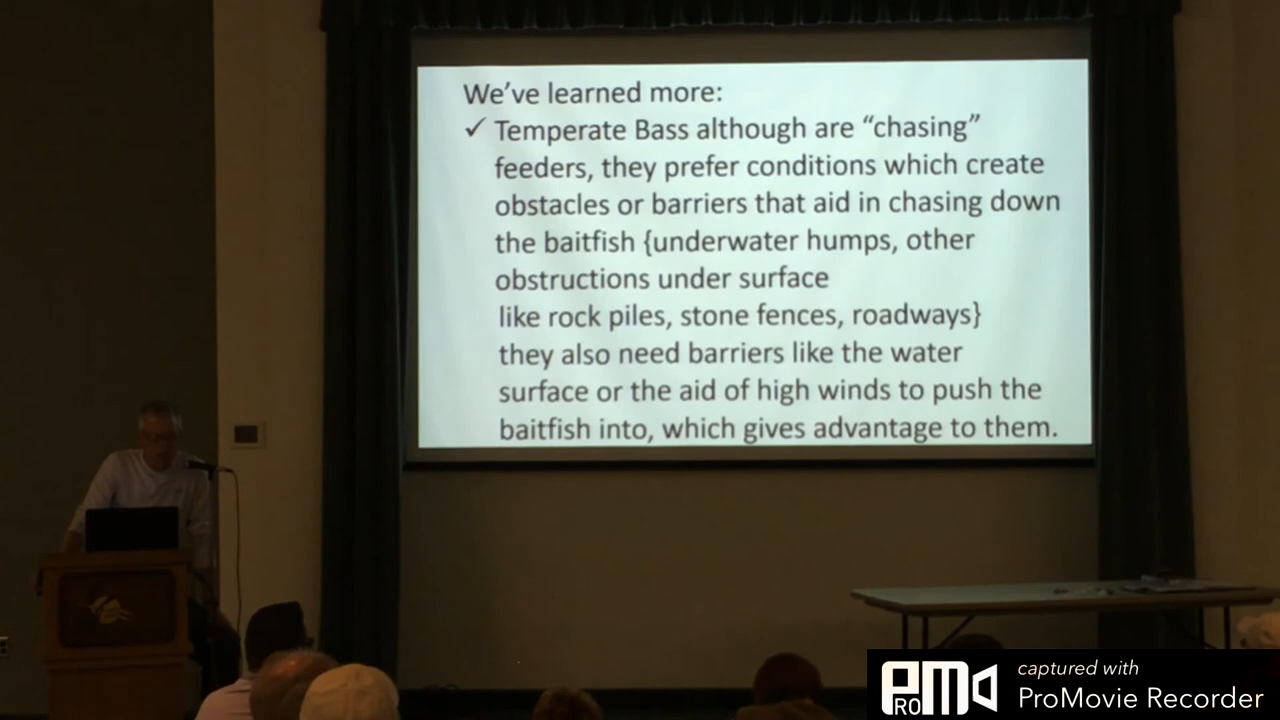 We've learned more:
✓ Temperate Bass although are “chasing”
feeders, they prefer conditions which create
obstacles or barriers that aid in chasing down
the baitfish {underwater humps, other
obstructions under surface
like rock piles, stone fences, roadways}
they also need barriers like the water
surface or the aid of high winds to push the
baitfish into, which gives advantage to them.
PRO
captured with
ProMovie Recorder